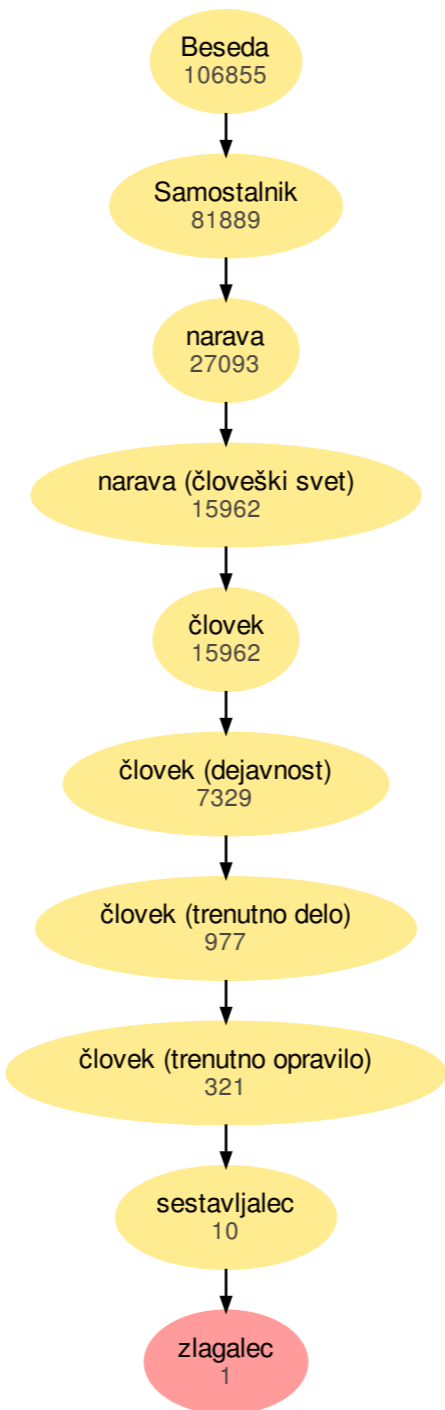 Beseda
106855
Samostalnik
81889
narava
27093
narava (človeški svet)
15962
človek
15962
človek (dejavnost)
7329
človek (trenutno delo)
977
človek (trenutno opravilo)
321
sestavljalec
10
zlagalec
1